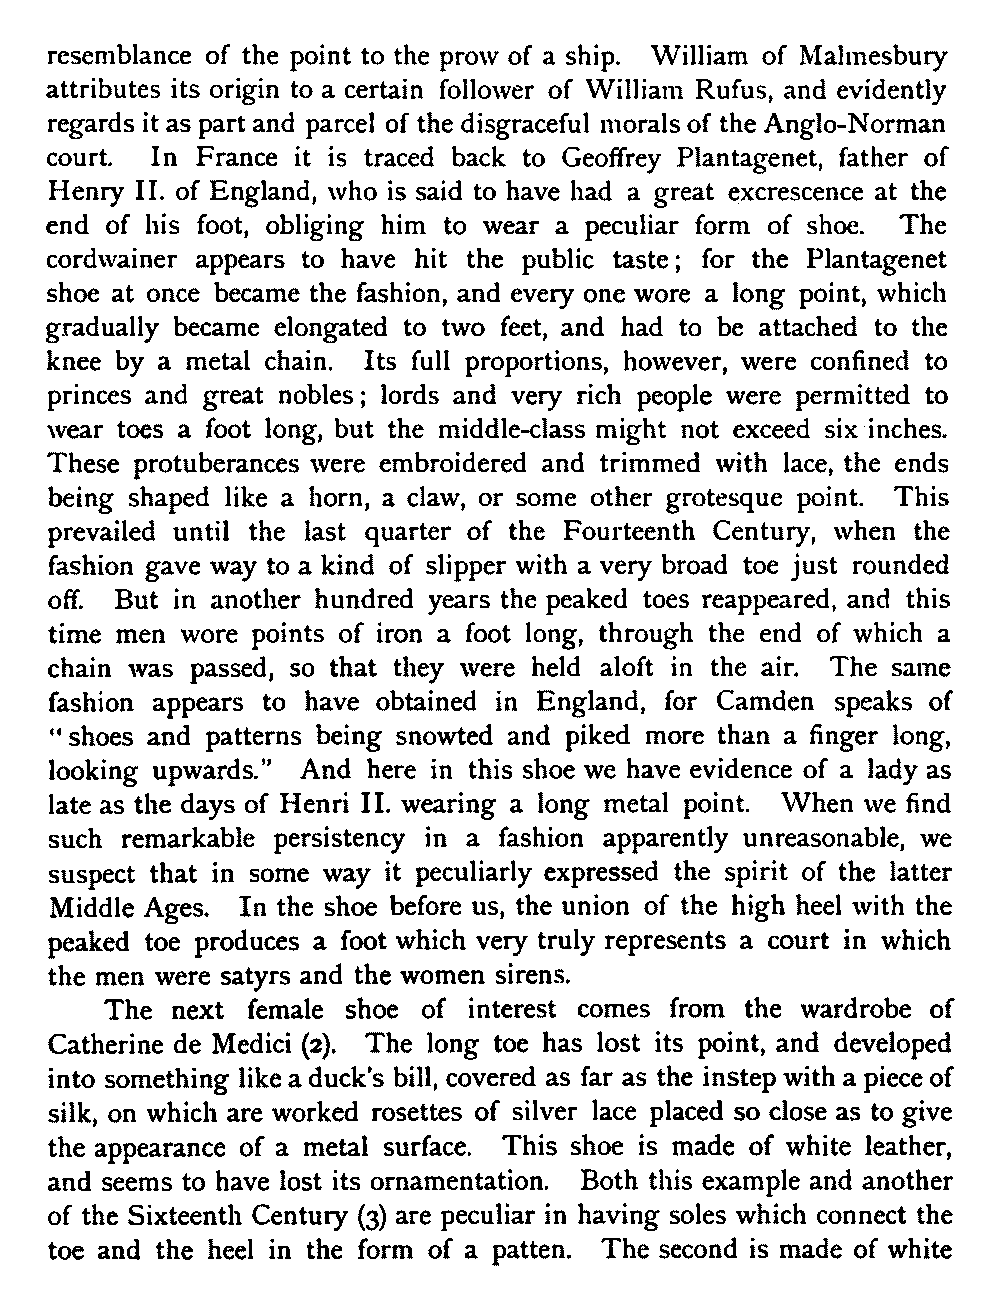 resemblance of the point to the prow of a ship. William of Malmesbury
attributes its origin to a certain follower of William Rufus, and evidently
regards it as part and parcel of the disgraceful morals of the Anglo-Norman
court. In France it is traced back to Geoffrey Plantagenet, father of
Henry II. of England, who is said to have had a great excrescence at the
end of his foot, obliging him to wear a peculiar form of shoe. The
cordwainer appears to have hit the public taste; for the Plantagenet
shoe at once became the fashion, and every one wore a long point, which
gradually became elongated to two feet, and had to be attached to the
knee by a metal chain. Its full proportions, however, were confined to
princes and great nobles; lords and very rich people were permitted to
wear toes a foot long, but the middle-class might not exceed six inches.
These protuberances were embroidered and trimmed with lace, the ends
being shaped like a horn, a claw, or some other grotesque point. This
prevailed until the last quarter of the Fourteenth Century, when the
fashion gave way to a kind of slipper with a very broad toe just rounded
off. But in another hundred years the peaked toes reappeared, and this
time men wore points of iron a foot long, through the end of which a
chain was passed, so that they were held aloft in the air. The same
fashion appears to have obtained in England, for Camden speaks of
"shoes and patterns being snowted and piked more than a finger long,
looking upwards." And here in this shoe we have evidence of a lady as
late as the days of Henri II. wearing a long metal point. When we find
such remarkable persistency in a fashion apparently unreasonable, we
suspect that in some way it peculiarly expressed the spirit of the latter
Middle Ages. In the shoe before us, the union of the high heel with the
peaked toe produces a foot which very truly represents a court in which
the men were satyrs and the women sirens.
The next female shoe of interest comes from the wardrobe of
Catherine de Medici (2). The long toe has lost its point, and developed
into something like a duck's bill, covered as far as the instep with a piece of
silk, on which are worked rosettes of silver lace placed so close as to give
the appearance of a metal surface. This shoe is made of white leather,
and seems to have lost its ornamentation. Both this example and another
of the Sixteenth Century (3) are peculiar in having soles which connect the
toe and the heel in the form of a patten. The second is made of white